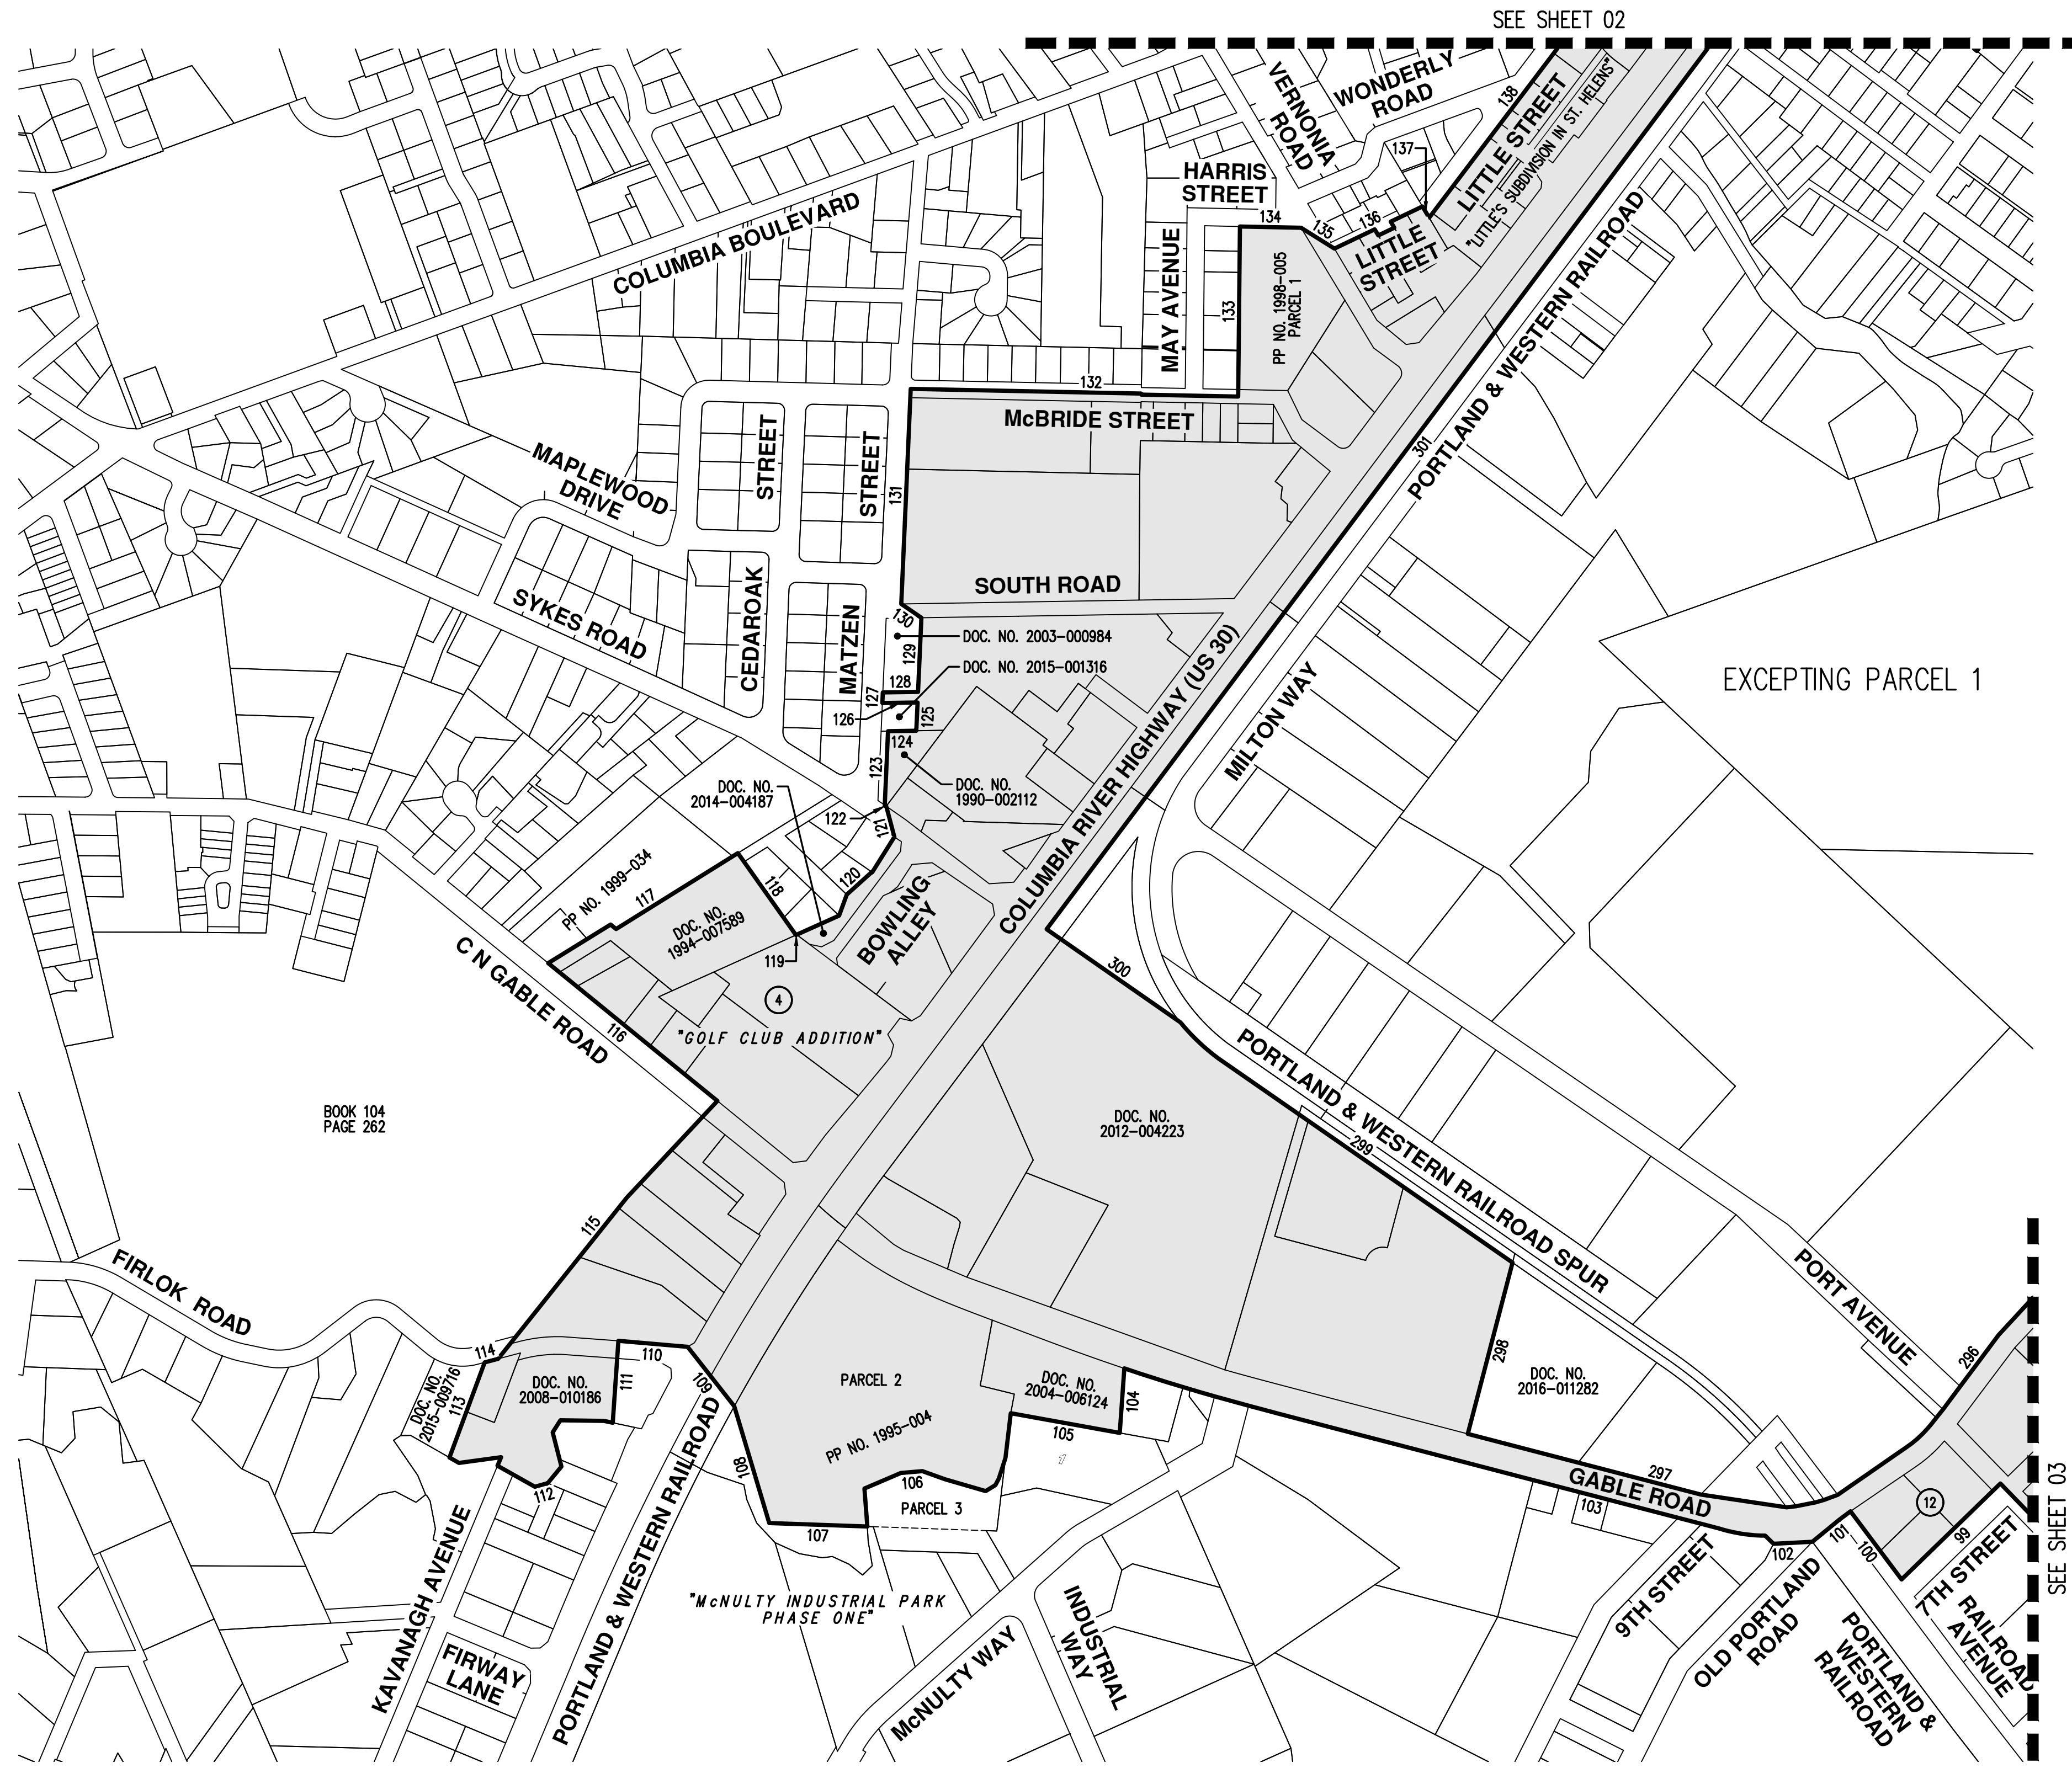 SEE SHEET 02
VERNONIA
ROAD
WONDERLY
ROAD
138
LITTLE STREET
"LITTLE'S SUBDIVISION IN ST. HELENS"
137
HARRIS
STREET
134
135
136
LITTLE
STREET
COLUMBIA BOULEVARD
MAY AVENUE
133
PP NO. 1998-005
PARCEL 1
PORTLAND & WESTERN RAILROAD
301
132
McBRIDE STREET
MAPLEWOOD
DRIVE
STREET
STREET
131
SOUTH ROAD
SYKES ROAD
CEDAROAK
MATZEN
130
DOC. NO. 2003-000984
129
DOC. NO. 2015-001316
128
127
126
125
124
123
DOC. NO.
1990-002112
COLUMBIA RIVER HIGHWAY (US 30)
MILTON WAY
EXCEPTING PARCEL 1
DOC. NO.
2014-004187
122
121
120
118
PP NO. 1999-034
117
DOC. NO.
1994-007589
119
BOWLING
ALLEY
C N GABLE ROAD
116
4
"GOLF CLUB ADDITION"
300
PORTLAND & WESTERN RAILROAD SPUR
299
BOOK 104
PAGE 262
DOC. NO.
2012-004223
115
FIRLOK ROAD
PORT AVENUE
296
298
DOC. NO.
2016-011282
114
110
109
111
DOC. NO.
2015-009716
113
DOC. NO.
2008-010186
112
PARCEL 2
PP NO. 1995-004
DOC. NO.
2004-006124
104
105
1
108
106
PARCEL 3
107
297
GABLE ROAD
103
102
101
100
12
99
SEE SHEET 03
7TH STREET
RAILROAD
AVENUE
9TH STREET
OLD PORTLAND
ROAD
PORTLAND &
WESTERN
RAILROAD
KAVANAGH AVENUE
FIRWAY
LANE
PORTLAND & WESTERN RAILROAD
"McNULTY INDUSTRIAL PARK
PHASE ONE"
McNULTY WAY
INDUSTRIAL
WAY